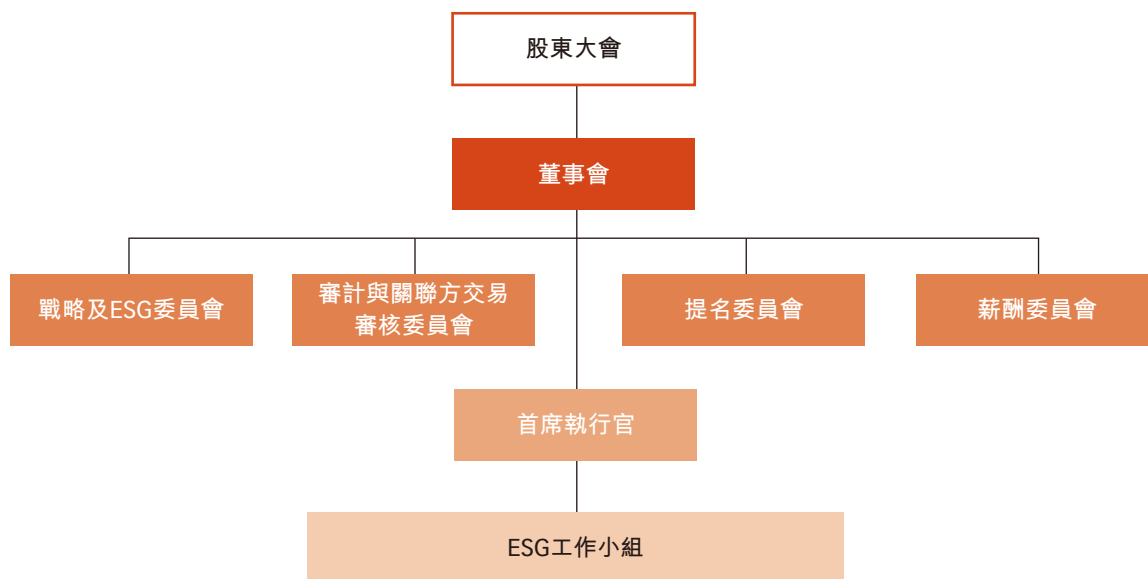 股東大會
董事會
戰略及ESG委員會
審計與關聯方交易
審核委員會
提名委員會
薪酬委員會
首席執行官
ESG工作小組